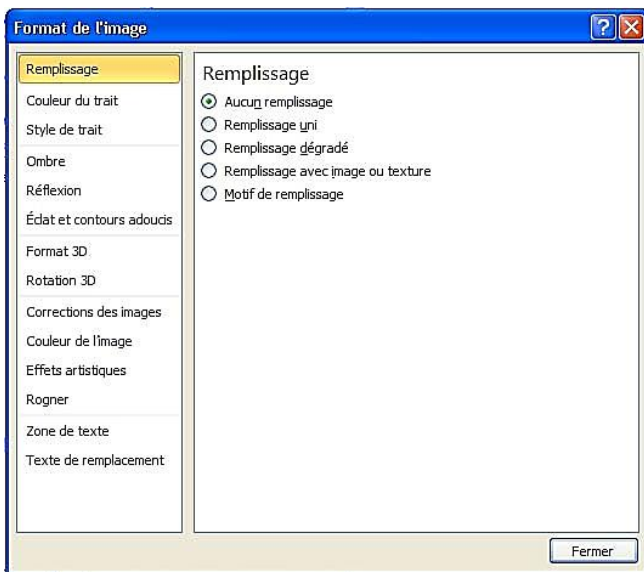 Format de l'image
Remplissage
Couleur du trait
Style de trait
Ombre
Réflexion
Éclat et contours adoucis
Format 3D
Rotation 3D
Corrections des images
Couleur de l'image
Effets artistiques
Rogner
Zone de texte
Texte de remplacement
Remplissage
Aucun remplissage
Remplissage uni
Remplissage dégradé
Remplissage avec image ou texture
Motif de remplissage
Fermer